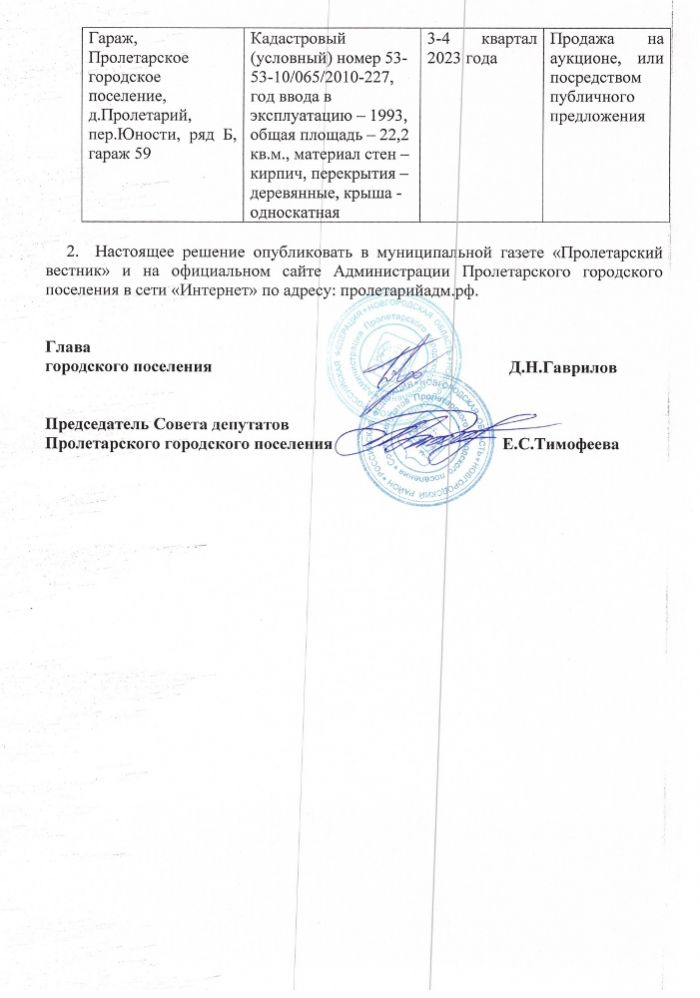 Гараж,
Пролетарское
городское
поселение,
д.Пролетарий,
пер.Юности, ряд Б,
гараж 59
Кадастровый
(условный) номер 53-
53-10/065/2010-227,
год ввода в
эксплуатацию – 1993,
общая площадь – 22,2
кв.м., материал стен –
кирпич, перекрытия –
деревянные, крыша -
односкатная
3-4 квартал
2023 года
Продажа на
аукционе, или
посредством
публичного
предложения
2. Настоящее решение опубликовать в муниципальной газете «Пролетарский
вестник» и на официальном сайте Администрации Пролетарского городского
поселения в сети «Интернет» по адресу: пролетарийадм.рф.
Глава
городского поселения Д.Н.Гаврилов
Председатель Совета депутатов
Пролетарского городского поселения Е.С.Тимофеева